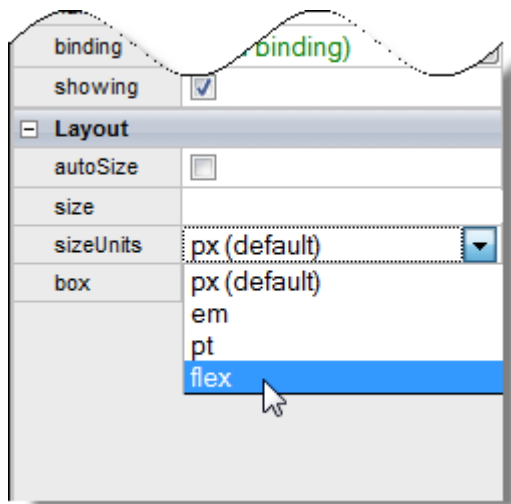 binding
binding)
showing
Layout
autoSize
size
sizeUnits px (default)
box px (default)
em
pt
flex